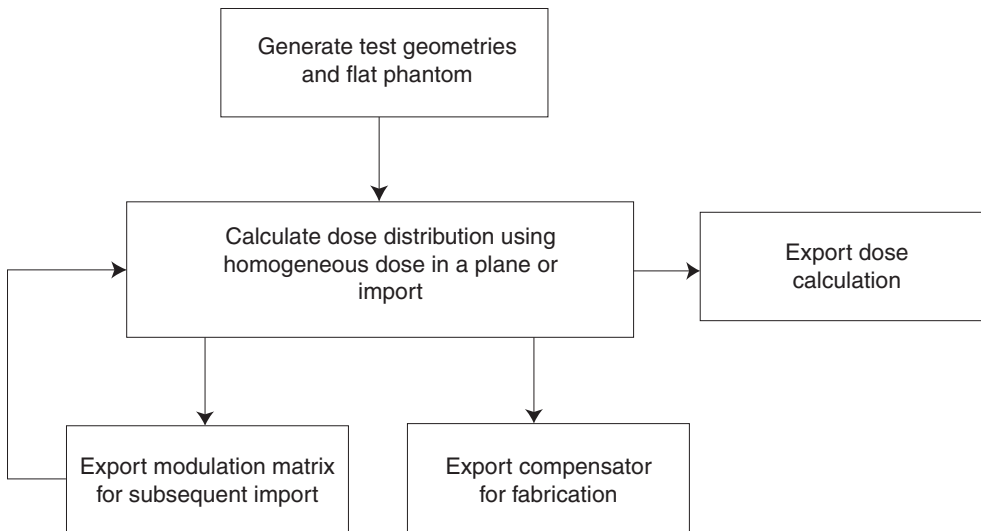 Generate test geometries
and flat phantom
Calculate dose distribution using
homogeneous dose in a plane or
import
Export dose
calculation
Export modulation matrix
for subsequent import
Export compensator
for fabrication